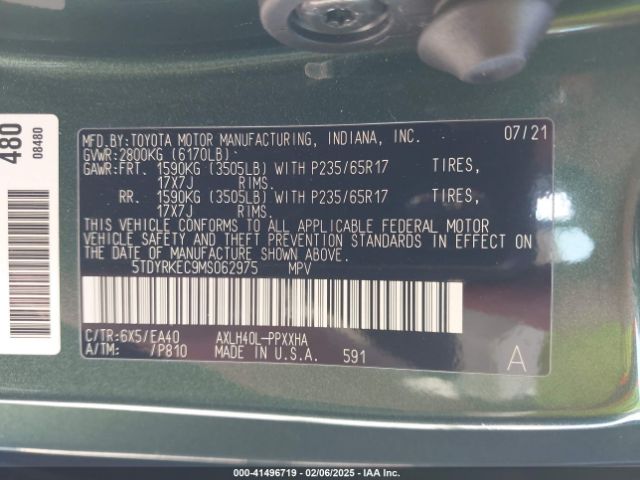 480
08480
MFD.BY:TOYOTA MOTOR MANUFACTURING, INDIANA, INC. 07/21
GVWR:2800KG (6170LB)
GAWR:FRT. 1590KG (3505LB) WITH P235/65R17 TIRES,
17X7J RIMS.
RR. 1590KG (3505LB) WITH P235/65R17 TIRES,
17X7J RIMS.
THIS VEHICLE CONFORMS TO ALL APPLICABLE FEDERAL MOTOR
VEHICLE SAFETY AND THEFT PREVENTION STANDARDS IN EFFECT ON
THE DATE OF MANUFACTURE SHOWN ABOVE.
5TDYRKEC9MS062975 MPV
C/TR:6X5/EA40 AXLH40L-PPXXHA
A/TM: /P810 MADE IN U.S.A. 591 A
000-41496719 - 02/06/2025 - IAA